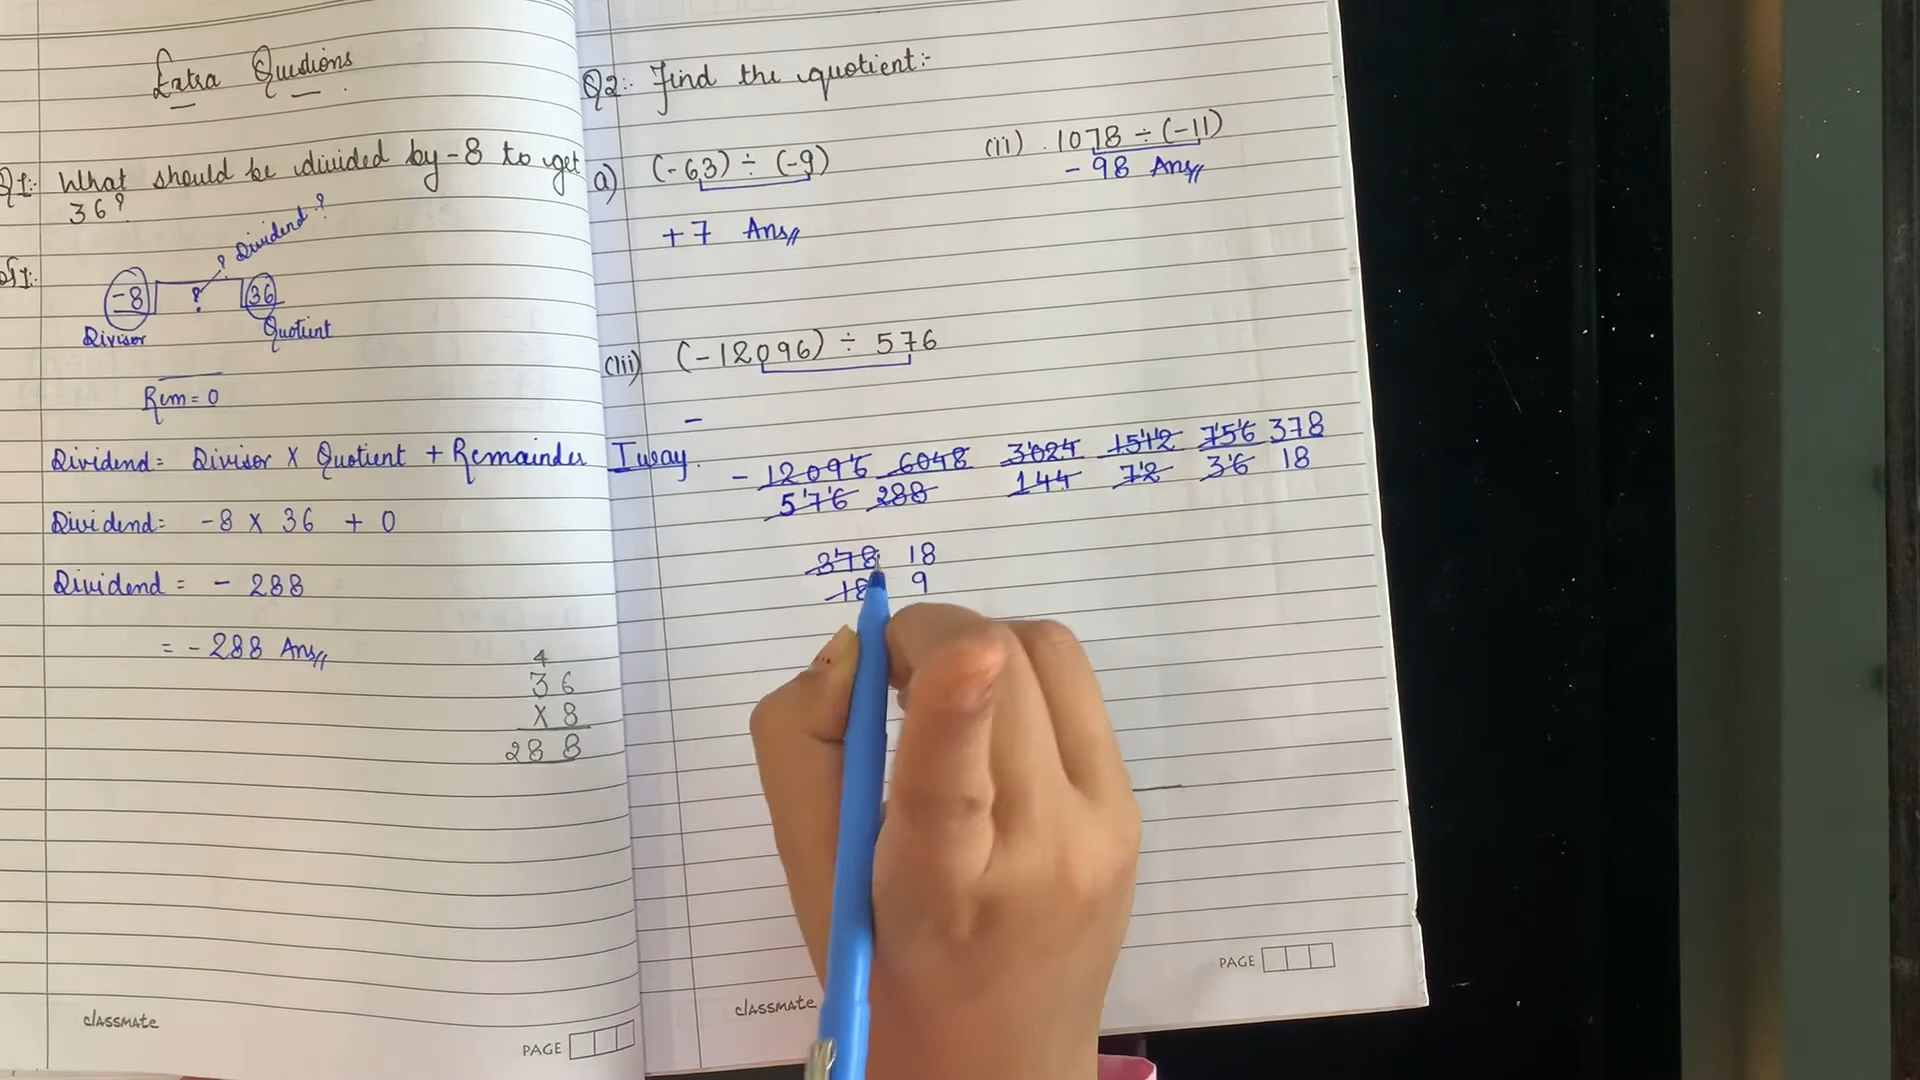 Extra Questions
Q1:- What should be divided by -8 to get
36?
? Dividend?
-8 ? 36
Divisor Quotient
Rem = 0
Dividend = Divisor X Quotient + Remainder
Dividend = -8 X 36 + 0
Dividend = - 288
= - 288 Ans
4
36
X 8
288
classmate
PAGE
Q2:- Find the quotient:-
a) (-63) ÷ (-9)
+7 Ans
(ii) 1078 ÷ (-11)
- 98 Ans
(iii) (-12096) ÷ 576
-
I way
- 12096 6048 3024 1512 756 378
576 288 144 72 36 18
378 18
18 9
classmate
PAGE